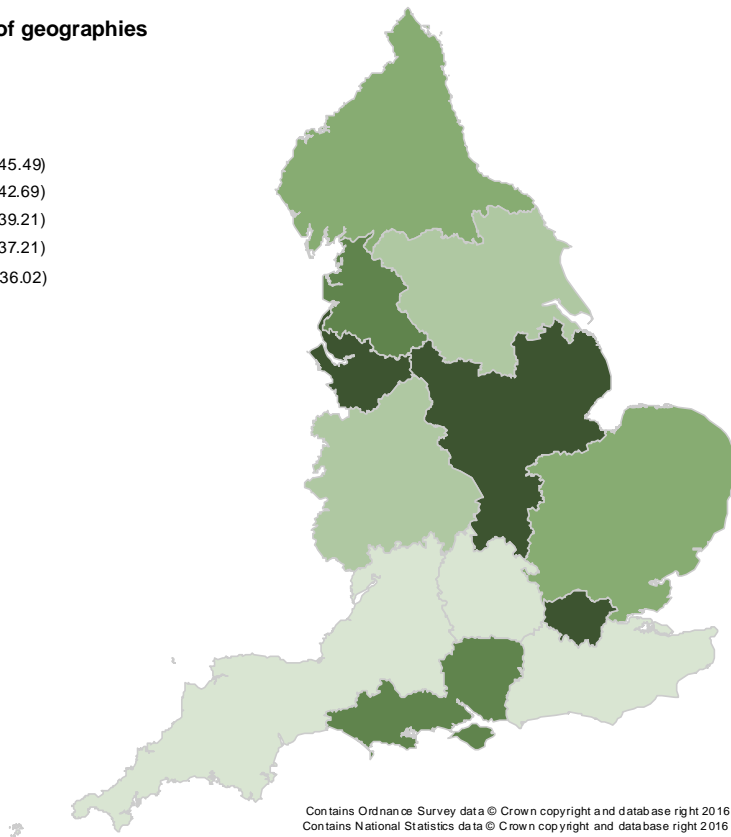 of geographies
45.49)
42.69)
39.21)
37.21)
36.02)
Contains Ordnance Survey data © Crown copyright and database right 2016
Contains National Statistics data © Crown copyright and database right 2016